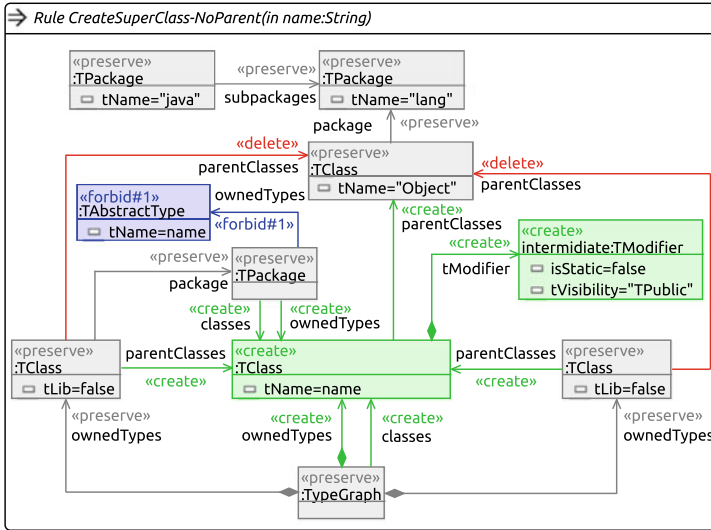 Rule CreateSuperClass-NoParent(in name:String)
«preserve»
:TPackage
tName="java"
«preserve»
subpackages
«preserve»
:TPackage
tName="lang"
package
«preserve»
«delete»
parentClasses
«preserve»
:TClass
tName="Object"
«delete»
parentClasses
«forbid#1»
:TAbstractType
tName=name
ownedTypes
«forbid#1»
«create»
parentClasses
«create»
tModifier
«create»
intermidiate:TModifier
isStatic=false
tVisibility="TPublic"
«preserve»
package
«preserve»
:TPackage
«create»
classes
«create»
ownedTypes
«preserve»
:TClass
tLib=false
parentClasses
«create»
«create»
:TClass
tName=name
parentClasses
«create»
«preserve»
:TClass
tLib=false
«preserve»
ownedTypes
«create»
ownedTypes
«create»
classes
«preserve»
ownedTypes
«preserve»
:TypeGraph